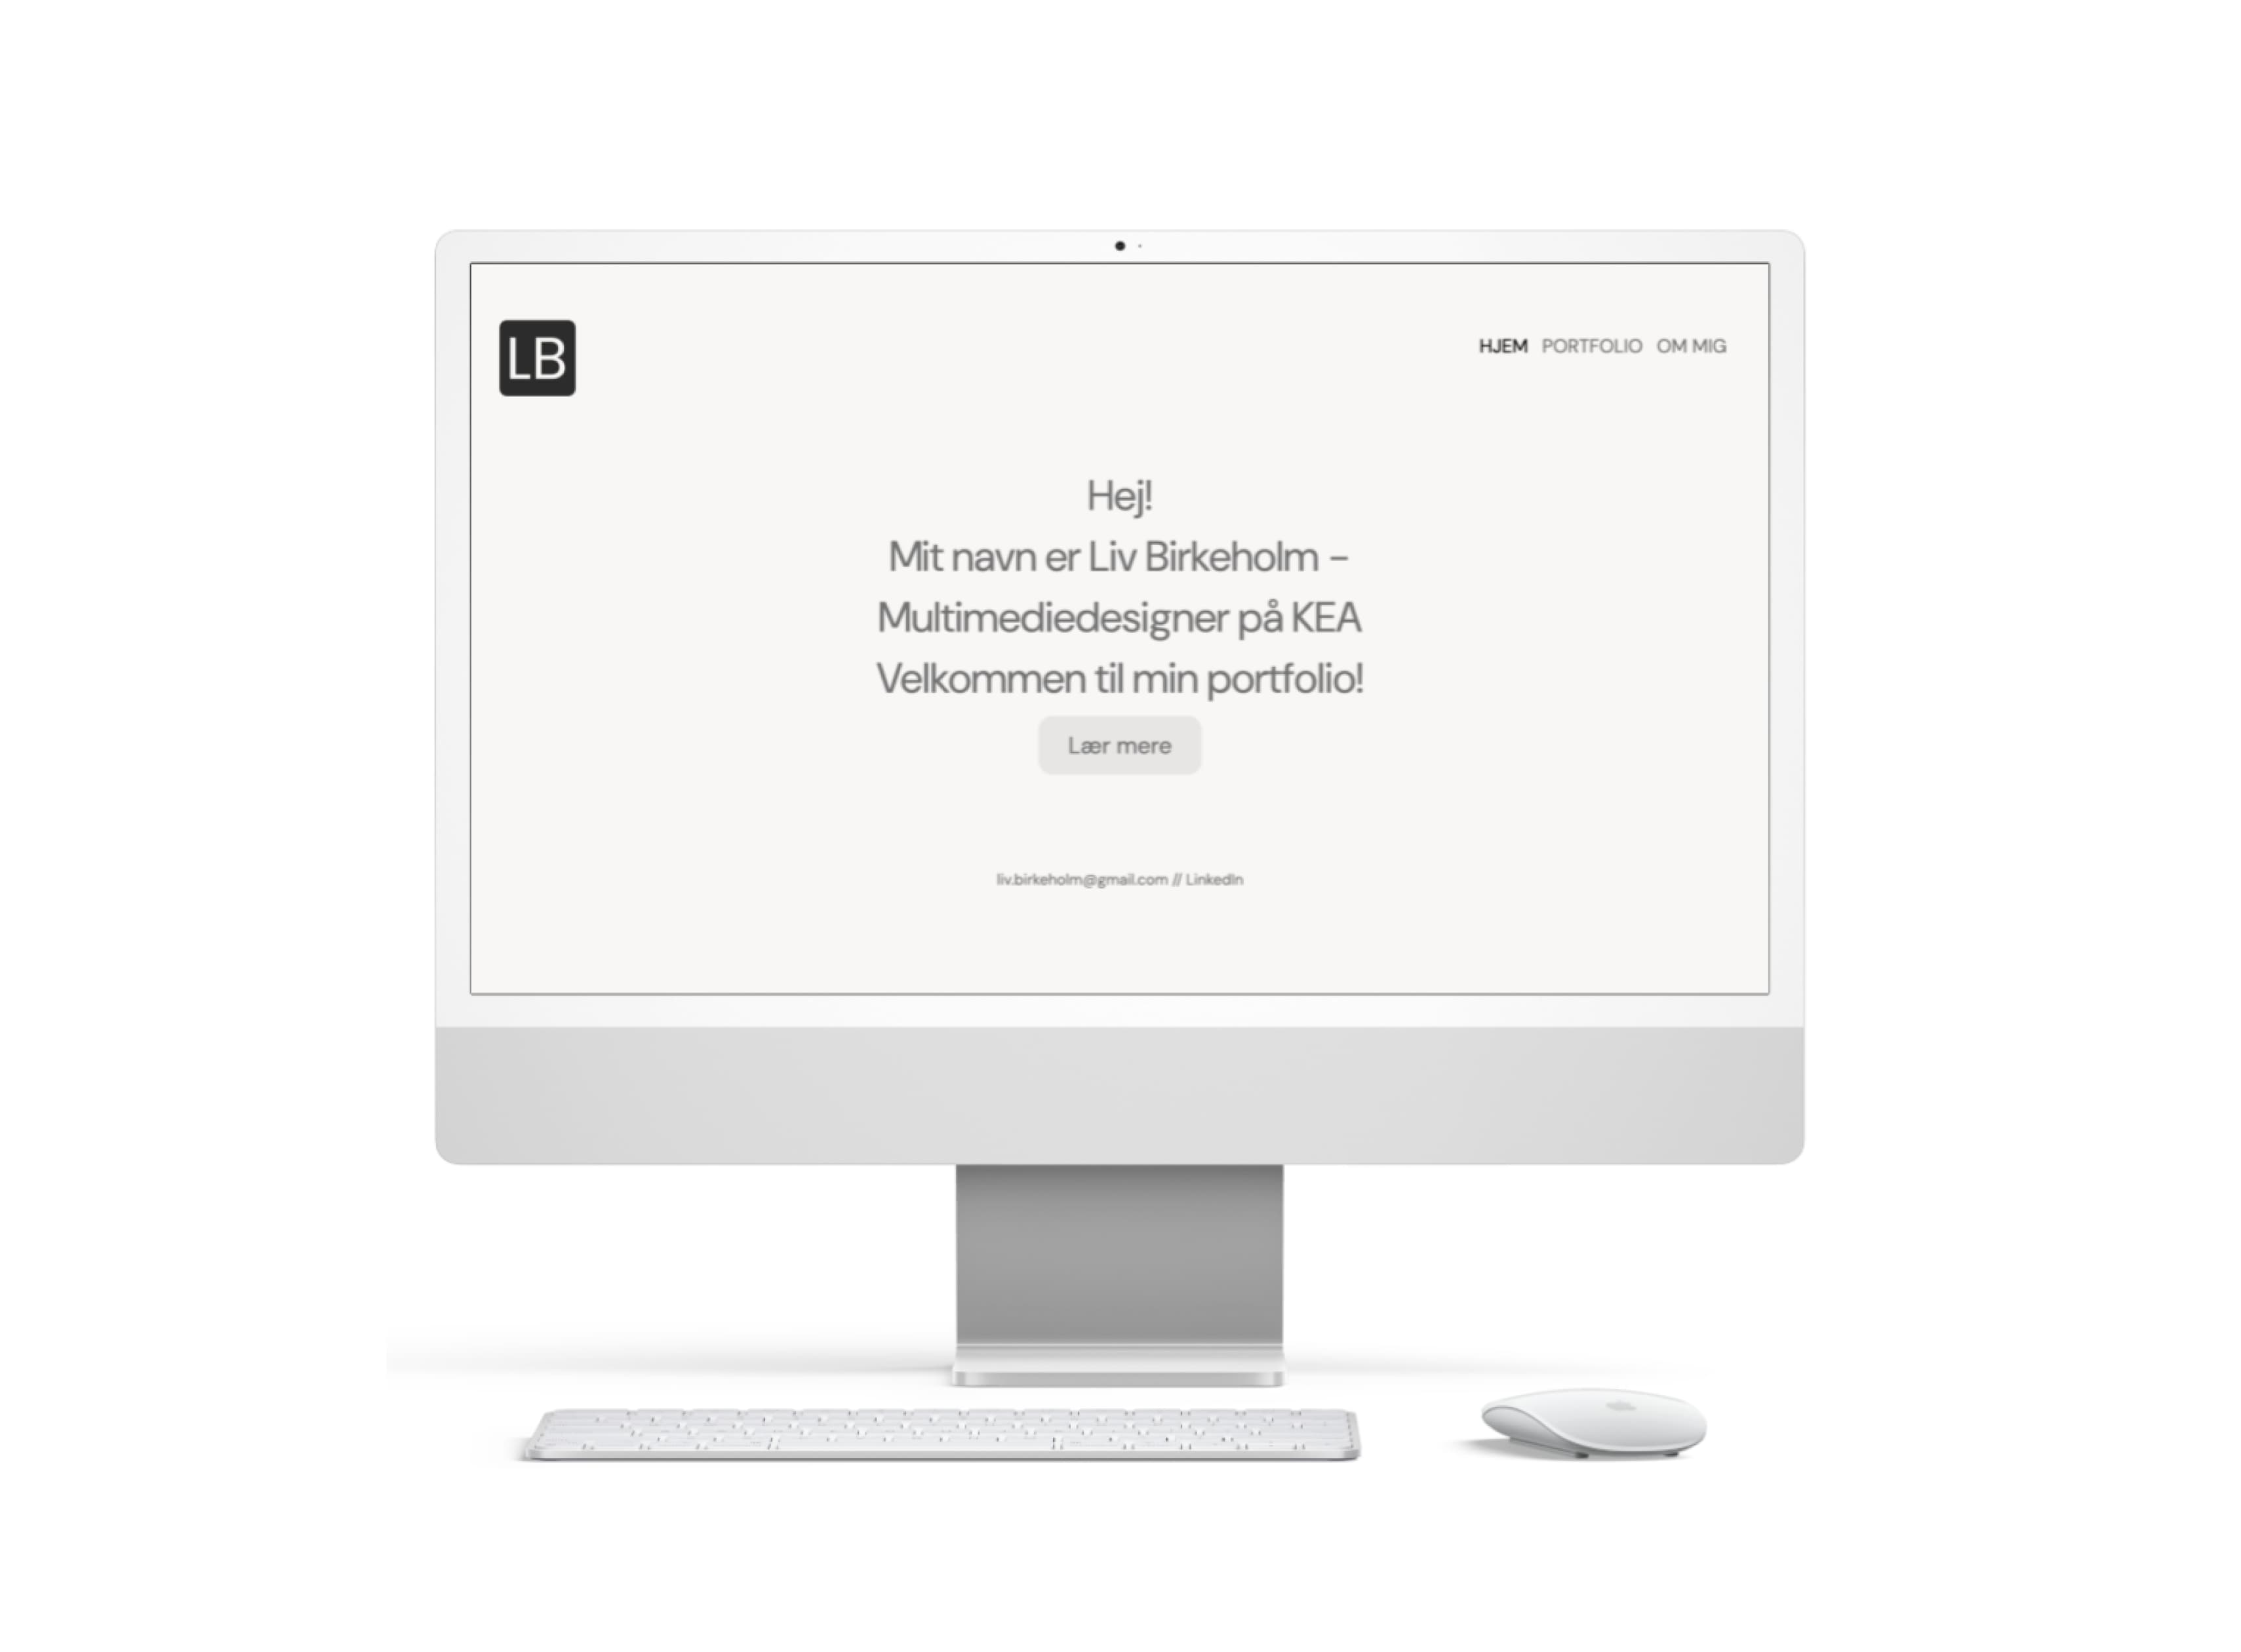 LB
HJEM PORTFOLIO OM MIG
Hej!
Mit navn er Liv Birkeholm -
Multimediedesigner på KEA
Velkommen til min portfolio!
Lær mere
liv.birkeholm@gmail.com // LinkedIn